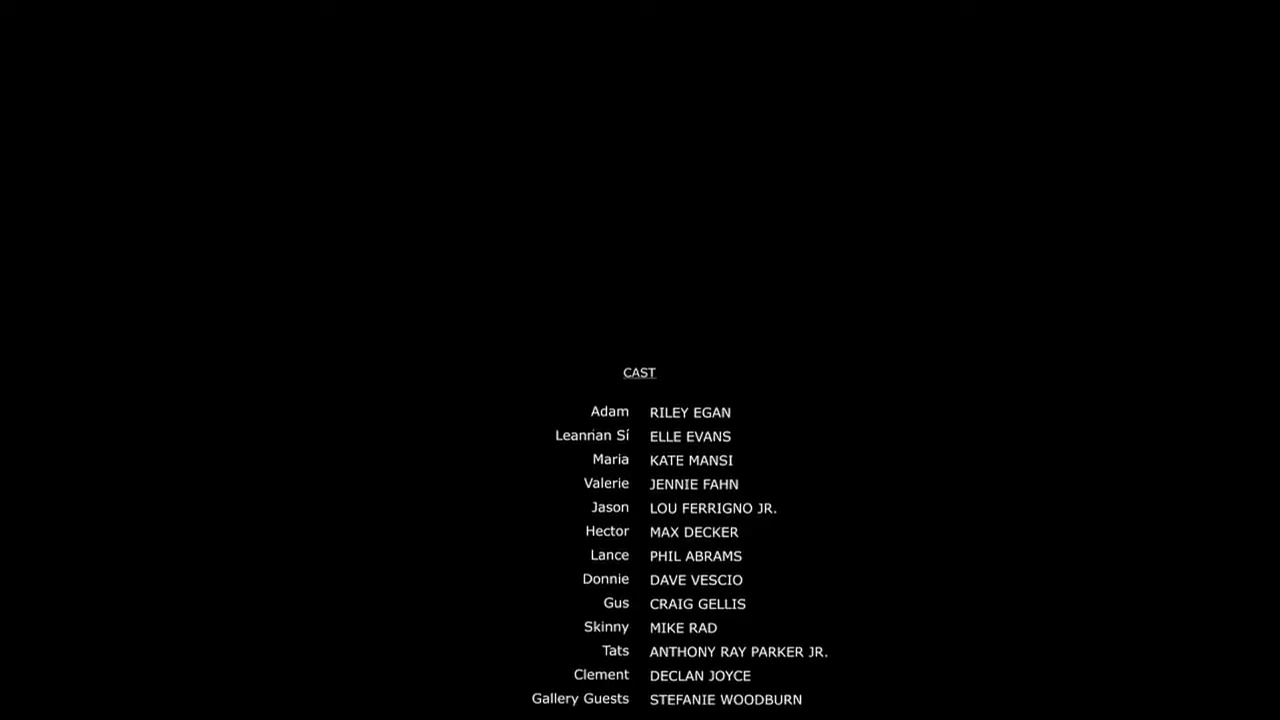 CAST
Adam RILEY EGAN
Leannan Sí ELLE EVANS
Maria KATE MANSI
Valerie JENNIE FAHN
Jason LOU FERRIGNO JR.
Hector MAX DECKER
Lance PHIL ABRAMS
Donnie DAVE VESCIO
Gus CRAIG GELLIS
Skinny MIKE RAD
Tats ANTHONY RAY PARKER JR.
Clement DECLAN JOYCE
Gallery Guests STEFANIE WOODBURN